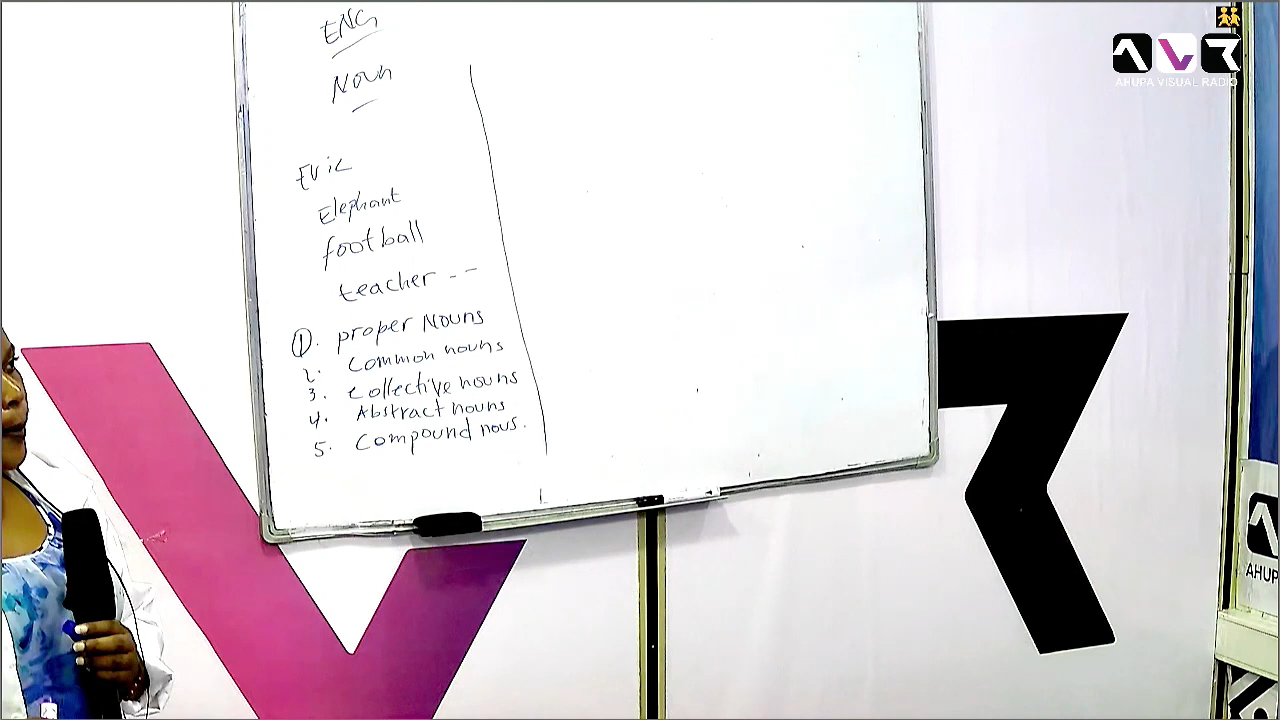 ENG
Noun
Eric
Elephant
football
teacher --
1. proper Nouns
2. Common nouns
3. Collective nouns
4. Abstract nouns
5. Compound nous.
AVR
AHUPA VISUAL RADIO
AHUP